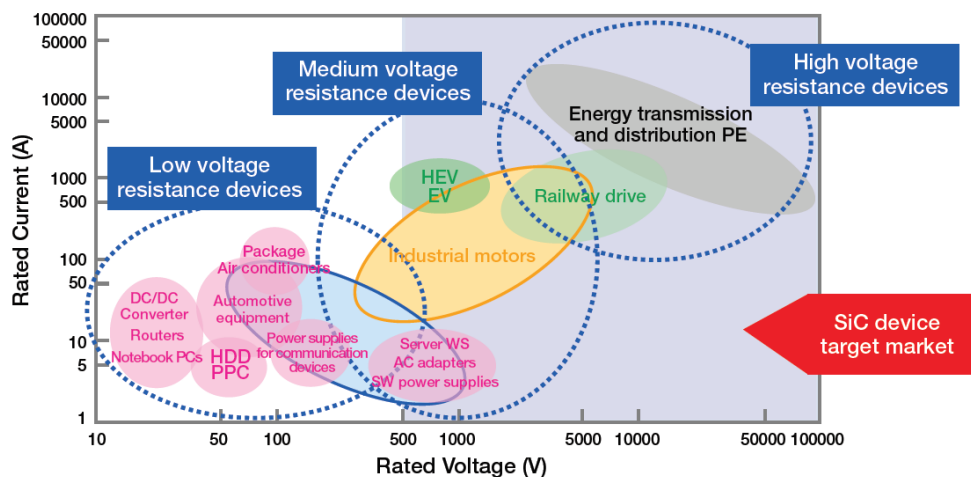 100000
50000
10000
5000
1000
500
100
50
10
5
1
Rated Current (A)
Medium voltage
resistance devices
High voltage
resistance devices
Low voltage
resistance devices
Energy transmission
and distribution PE
HEV
EV
Railway drive
Industrial motors
Package
Air conditioners
DC/DC
Converter
Routers
Notebook PCs
Automotive
equipment
HDD
PPC
Power supplies
for communication
devices
Server WS
AC adapters
SW power supplies
SiC device
target market
10
50
100
500
1000
5000
10000
50000
100000
Rated Voltage (V)